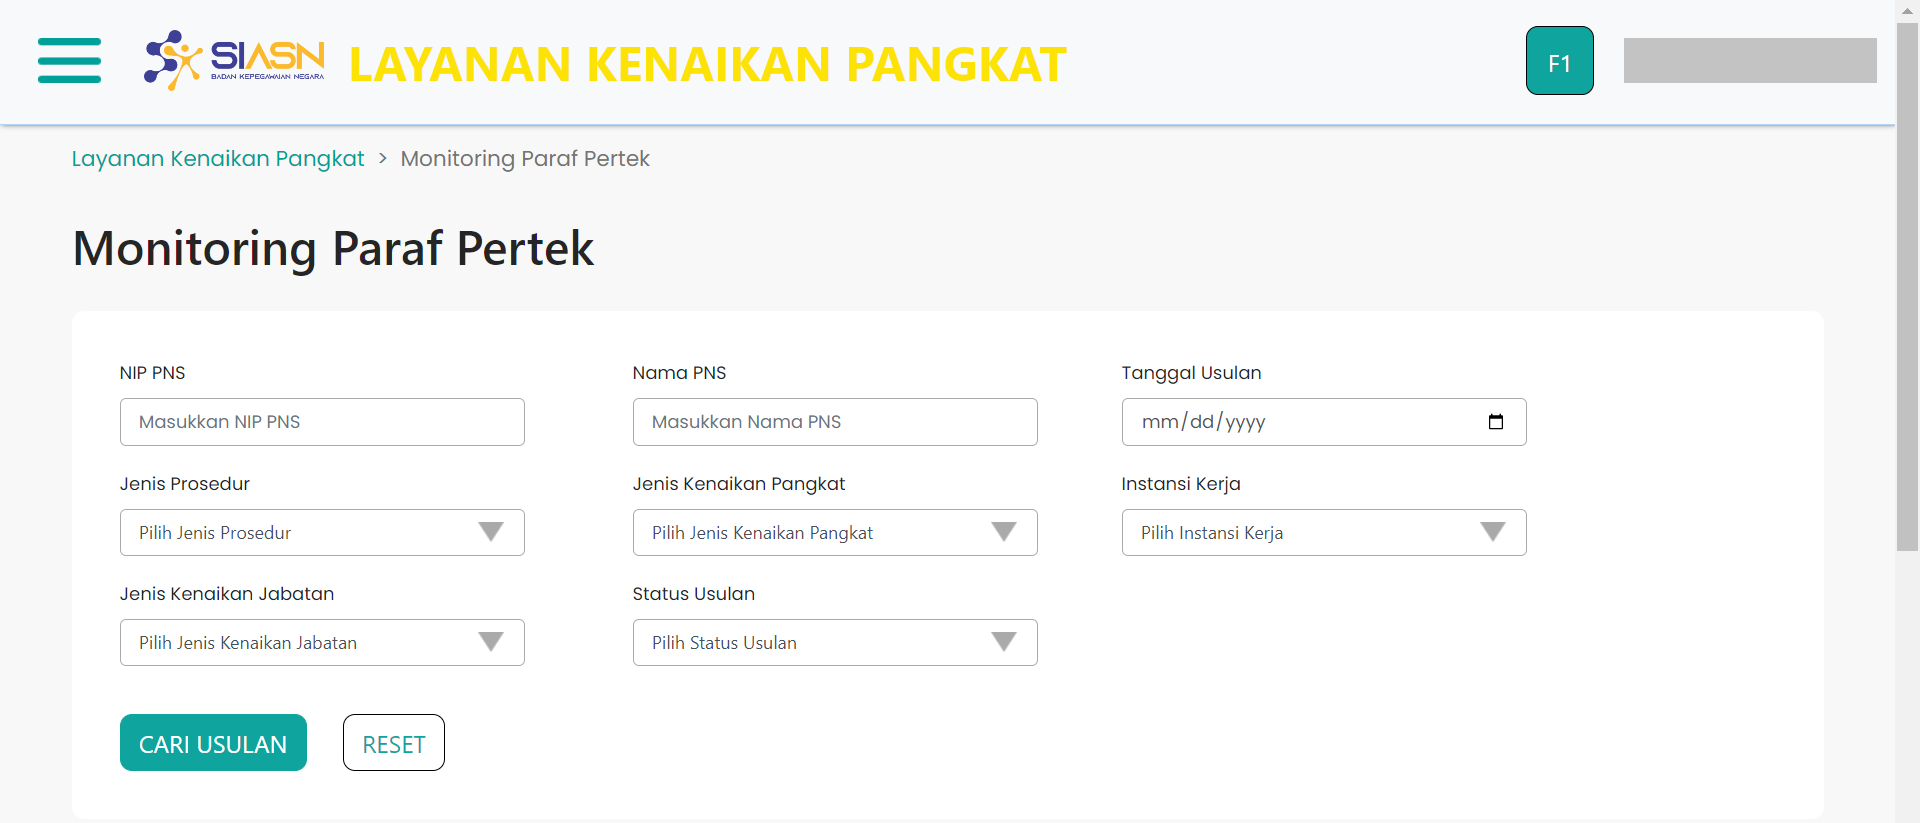 SIASN
BADAN KEPEGAWAIAN NEGARA
LAYANAN KENAIKAN PANGKAT
F1
Layanan Kenaikan Pangkat > Monitoring Paraf Pertek
Monitoring Paraf Pertek
NIP PNS
Masukkan NIP PNS
Nama PNS
Masukkan Nama PNS
Tanggal Usulan
mm/dd/yyyy
Jenis Prosedur
Pilih Jenis Prosedur
Jenis Kenaikan Pangkat
Pilih Jenis Kenaikan Pangkat
Instansi Kerja
Pilih Instansi Kerja
Jenis Kenaikan Jabatan
Pilih Jenis Kenaikan Jabatan
Status Usulan
Pilih Status Usulan
CARI USULAN
RESET